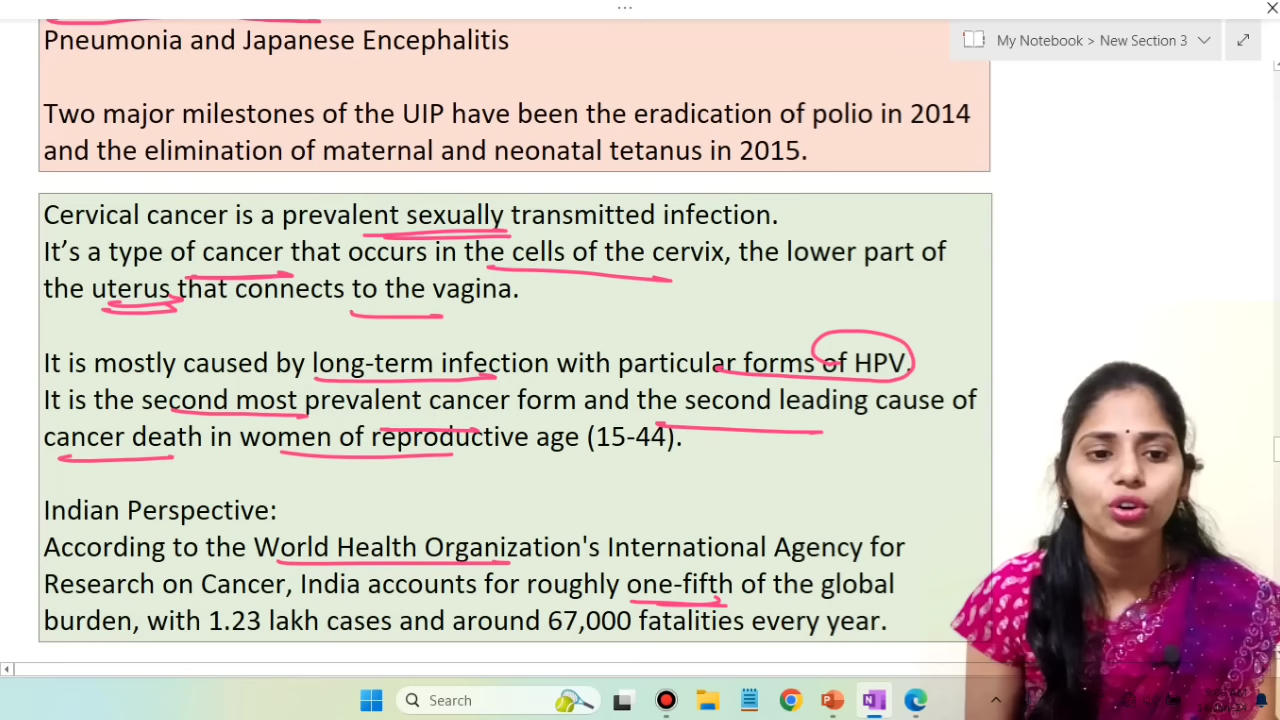 My Notebook > New Section 3
Pneumonia and Japanese Encephalitis
Two major milestones of the UIP have been the eradication of polio in 2014
and the elimination of maternal and neonatal tetanus in 2015.
Cervical cancer is a prevalent sexually transmitted infection.
It’s a type of cancer that occurs in the cells of the cervix, the lower part of
the uterus that connects to the vagina.
It is mostly caused by long-term infection with particular forms of HPV.
It is the second most prevalent cancer form and the second leading cause of
cancer death in women of reproductive age (15-44).
Indian Perspective:
According to the World Health Organization's International Agency for
Research on Cancer, India accounts for roughly one-fifth of the global
burden, with 1.23 lakh cases and around 67,000 fatalities every year.
Search